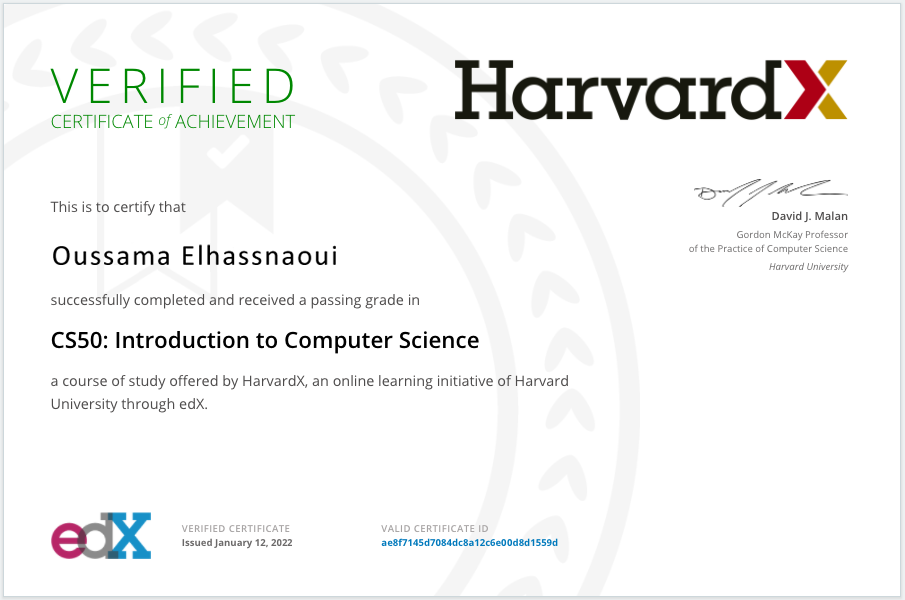 VERIFIED
CERTIFICATE of ACHIEVEMENT
HarvardX
This is to certify that
Oussama Elhassnaoui
successfully completed and received a passing grade in
CS50: Introduction to Computer Science
a course of study offered by HarvardX, an online learning initiative of Harvard
University through edX.
David J. Malan
Gordon McKay Professor
of the Practice of Computer Science
Harvard University
edX
VERIFIED CERTIFICATE
Issued January 12, 2022
VALID CERTIFICATE ID
ae8f7145d7084dc8a12c6e00d8d1559d